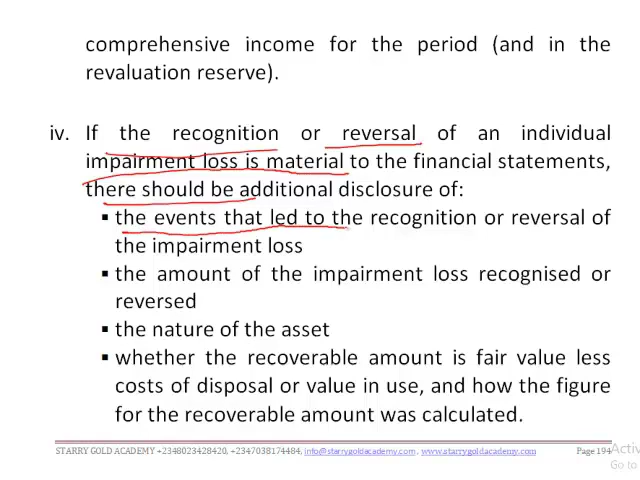 comprehensive income for the period (and in the
revaluation reserve).
iv. If the recognition or reversal of an individual
impairment loss is material to the financial statements,
there should be additional disclosure of:
▪ the events that led to the recognition or reversal of
the impairment loss
▪ the amount of the impairment loss recognised or
reversed
▪ the nature of the asset
▪ whether the recoverable amount is fair value less
costs of disposal or value in use, and how the figure
for the recoverable amount was calculated.
STARRY GOLD ACADEMY +2348023428420, +2347038174484, info@starrygoldacademy.com, www.starrygoldacademy.com Page 194
Activ
Go to